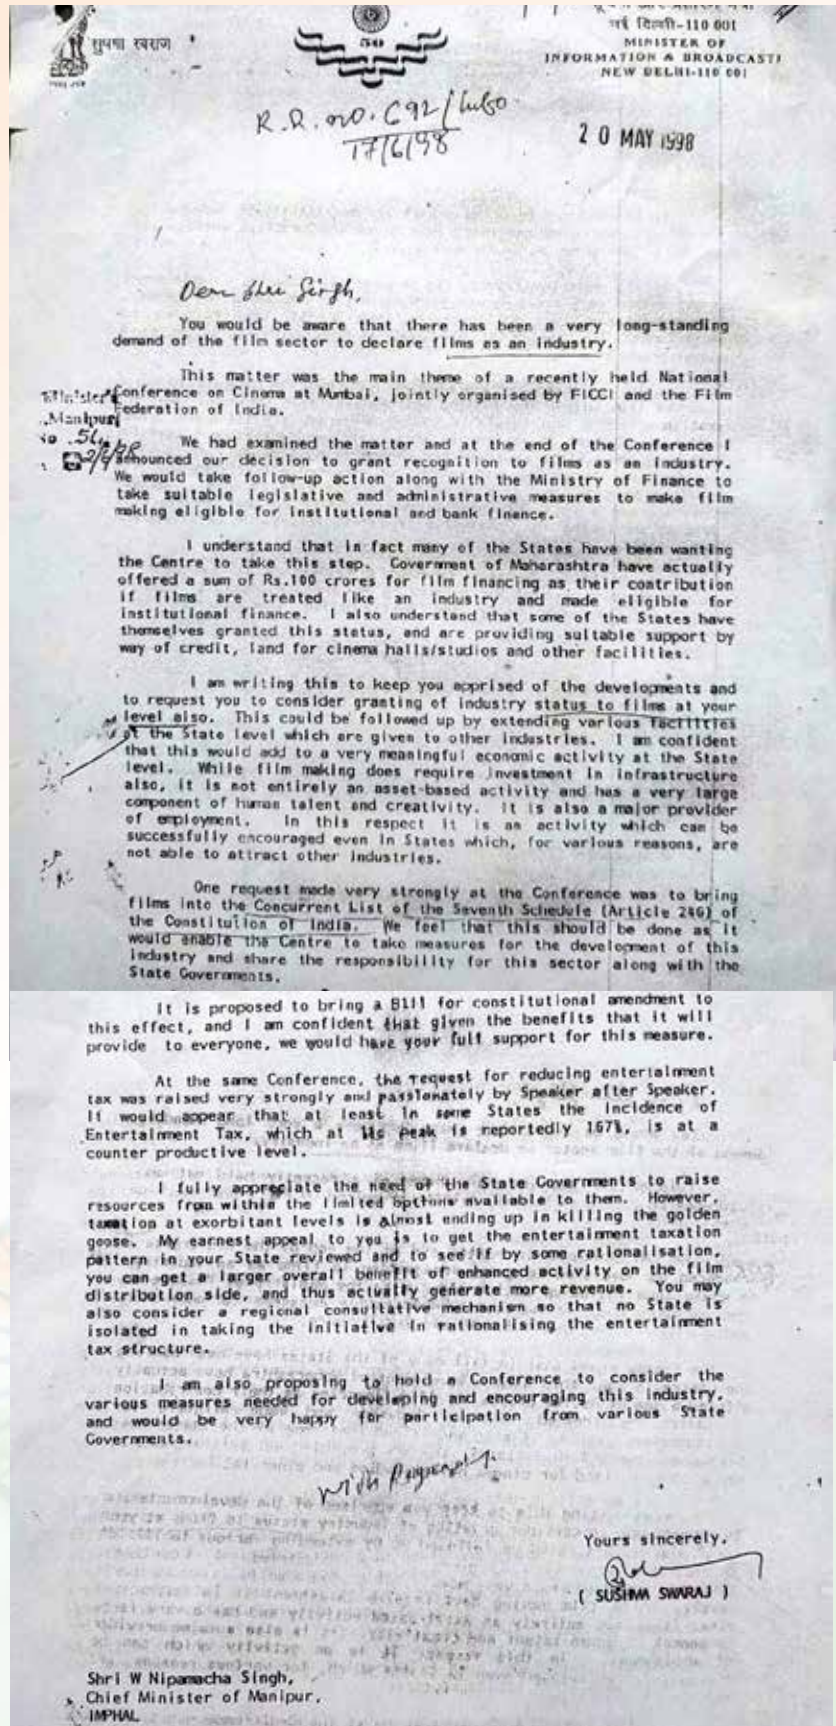 सुषमा स्वराज
50
नई दिल्ली-110 001
MINISTER OF
INFORMATION & BROADCASTI
NEW DELHI-110 001
R.D. no. 692/
17/6/98
20 MAY 1998
Dear Shri Singh,
You would be aware that there has been a very long-standing
demand of the film sector to declare films as an industry.
This matter was the main theme of a recently held National
Conference on Cinema at Mumbai, jointly organised by FICCI and the Film
Federation of India.
Minister's
Manipur
No
2/6/98
We had examined the matter and at the end of the Conference I
announced our decision to grant recognition to films as an industry.
We would take follow-up action along with the Ministry of Finance to
take suitable legislative and administrative measures to make film
making eligible for institutional and bank finance.
I understand that in fact many of the States have been wanting
the Centre to take this step. Government of Maharashtra have actually
offered a sum of Rs.100 crores for film financing as their contribution
if films are treated like an industry and made eligible for
institutional finance. I also understand that some of the States have
themselves granted this status, and are providing suitable support by
way of credit, land for cinema halls/studios and other facilities.
I am writing this to keep you apprised of the developments and
to request you to consider granting of industry status to films at your
level also. This could be followed up by extending various facilities
at the State level which are given to other industries. I am confident
that this would add to a very meaningful economic activity at the State
level. While film making does require investment in infrastructure
also, it is not entirely an asset-based activity and has a very large
component of human talent and creativity. It is also a major provider
of employment. In this respect it is an activity which can be
successfully encouraged even in States which, for various reasons, are
not able to attract other industries.
One request made very strongly at the Conference was to bring
films into the Concurrent List of the Seventh Schedule (Article 246) of
the Constitution of India. We feel that this should be done as it
would enable the Centre to take measures for the development of this
industry and share the responsibility for this sector along with the
State Governments.
It is proposed to bring a Bill for constitutional amendment to
this effect, and I am confident that given the benefits that it will
provide to everyone, we would have your full support for this measure.
At the same Conference, the request for reducing entertainment
tax was raised very strongly and passionately by Speaker after Speaker.
It would appear that at least in some States the incidence of
Entertainment Tax, which at its peak is reportedly 167%, is at a
counter productive level.
I fully appreciate the need of the State Governments to raise
resources from within the limited options available to them. However,
taxation at exorbitant levels is almost ending up in killing the golden
goose. My earnest appeal to you is to get the entertainment taxation
pattern in your State reviewed and to see if by some rationalisation,
you can get a larger overall benefit of enhanced activity on the film
distribution side, and thus actually generate more revenue. You may
also consider a regional consultative mechanism so that no State is
isolated in taking the initiative in rationalising the entertainment
tax structure.
I am also proposing to hold a Conference to consider the
various measures needed for developing and encouraging this industry,
and would be very happy for participation from various State
Governments.
With Regards,
Yours sincerely,
( SUSHMA SWARAJ )
Shri W Nipamacha Singh,
Chief Minister of Manipur,
IMPHAL